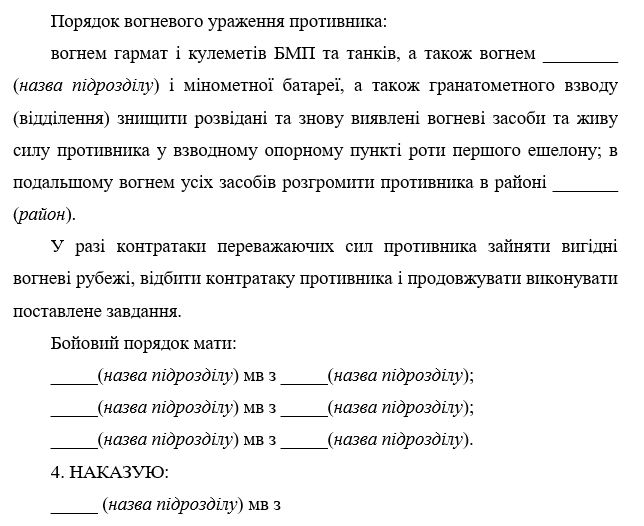 Порядок вогневого ураження противника:
вогнем гармат і кулеметів БМП та танків, а також вогнем ________
(назва підрозділу) і мінометної батареї, а також гранатометного взводу
(відділення) знищити розвідані та знову виявлені вогневі засоби та живу
силу противника у взводному опорному пункті роти першого ешелону; в
подальшому вогнем усіх засобів розгромити противника в районі _______
(район).
У разі контратаки переважаючих сил противника зайняти вигідні
вогневі рубежі, відбити контратаку противника і продовжувати виконувати
поставлене завдання.
Бойовий порядок мати:
_____(назва підрозділу) мв з _____(назва підрозділу);
_____(назва підрозділу) мв з _____(назва підрозділу);
_____(назва підрозділу) мв з _____(назва підрозділу).
4. НАКАЗУЮ:
_____ (назва підрозділу) мв з